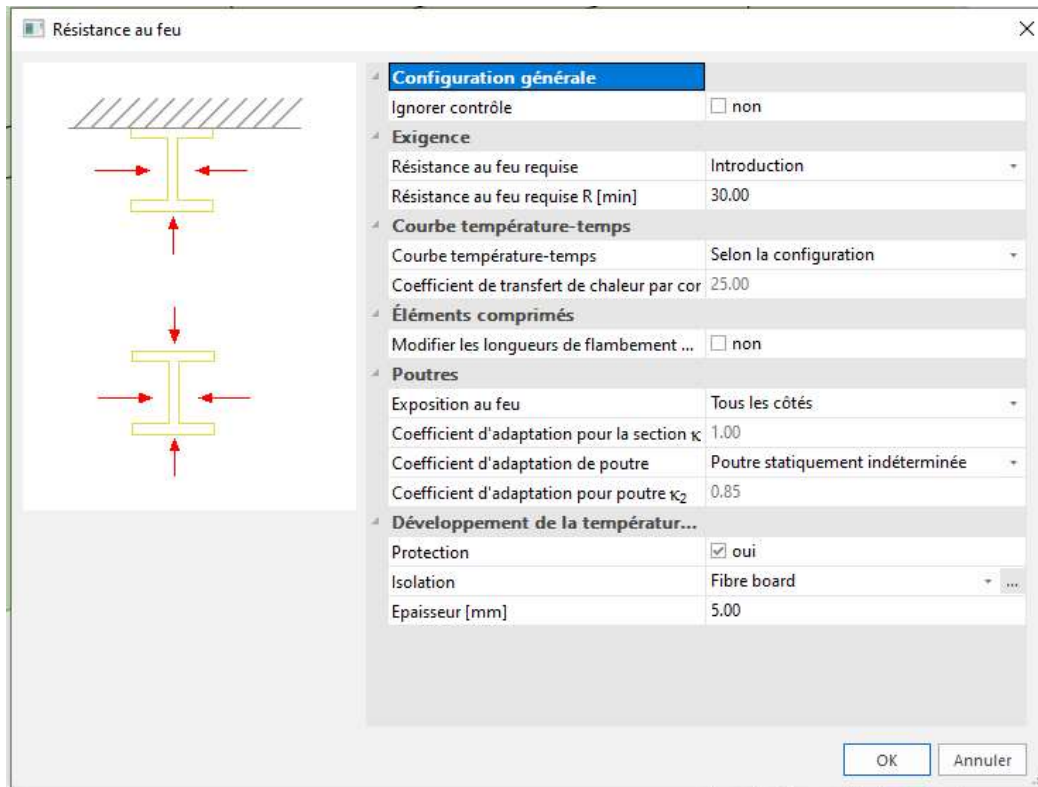 Résistance au feu
Configuration générale
Ignorer contrôle non
Exigence
Résistance au feu requise Introduction
Résistance au feu requise R [min] 30.00
Courbe température-temps
Courbe température-temps Selon la configuration
Coefficient de transfert de chaleur par cor 25.00
Éléments comprimés
Modifier les longueurs de flambement ... non
Poutres
Exposition au feu Tous les côtés
Coefficient d'adaptation pour la section κ 1.00
Coefficient d'adaptation de poutre Poutre statiquement indéterminée
Coefficient d'adaptation pour poutre κ2 0.85
Développement de la températur...
Protection oui
Isolation Fibre board ...
Epaisseur [mm] 5.00
OK Annuler